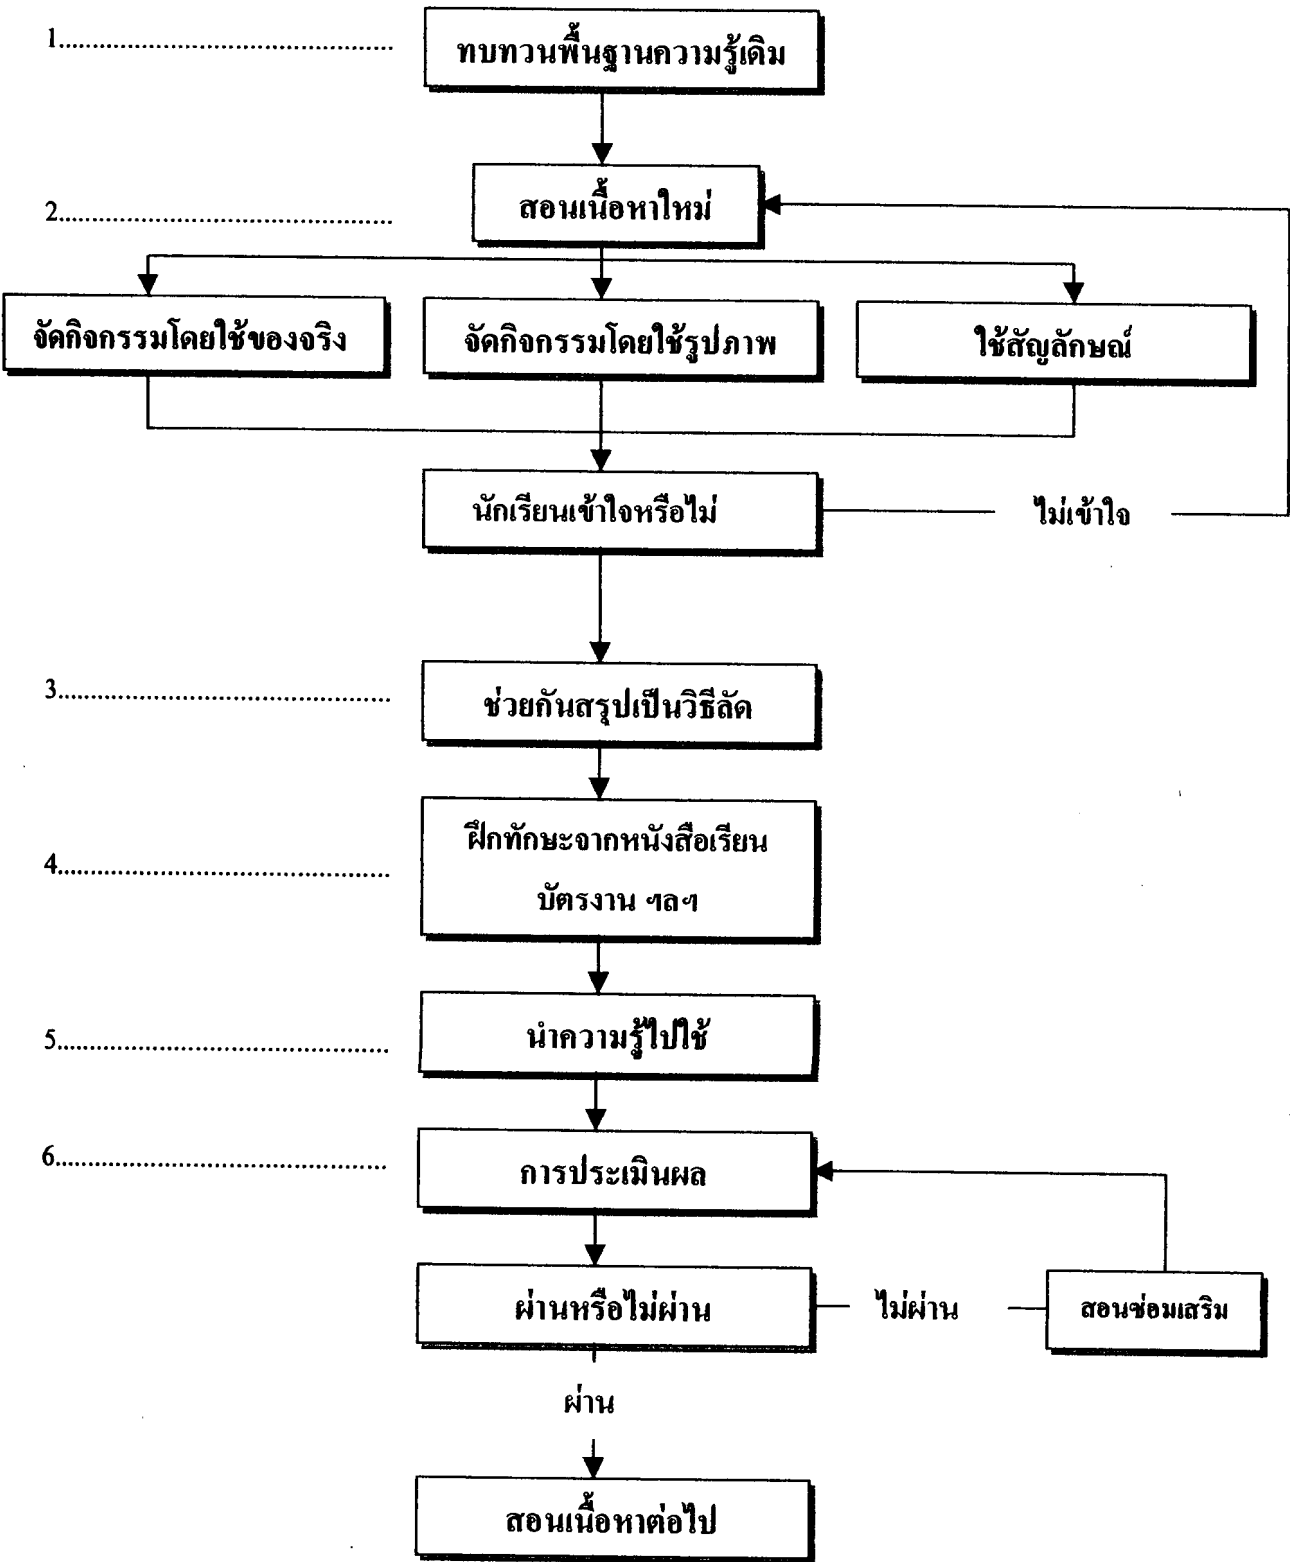 1.......................................................... ทบทวนพื้นฐานความรู้เดิม
2.......................................................... สอนเนื้อหาใหม่
จัดกิจกรรมโดยใช้ของจริง จัดกิจกรรมโดยใช้รูปภาพ ใช้สัญลักษณ์
นักเรียนเข้าใจหรือไม่ ไม่เข้าใจ
3.......................................................... ช่วยกันสรุปเป็นวิธีลัด
ฝึกทักษะจากหนังสือเรียน
4..........................................................
บัตรงาน ฯลฯ
5.......................................................... นำความรู้ไปใช้
6.......................................................... การประเมินผล
ผ่านหรือไม่ผ่าน ไม่ผ่าน สอนซ่อมเสริม
ผ่าน
สอนเนื้อหาต่อไป